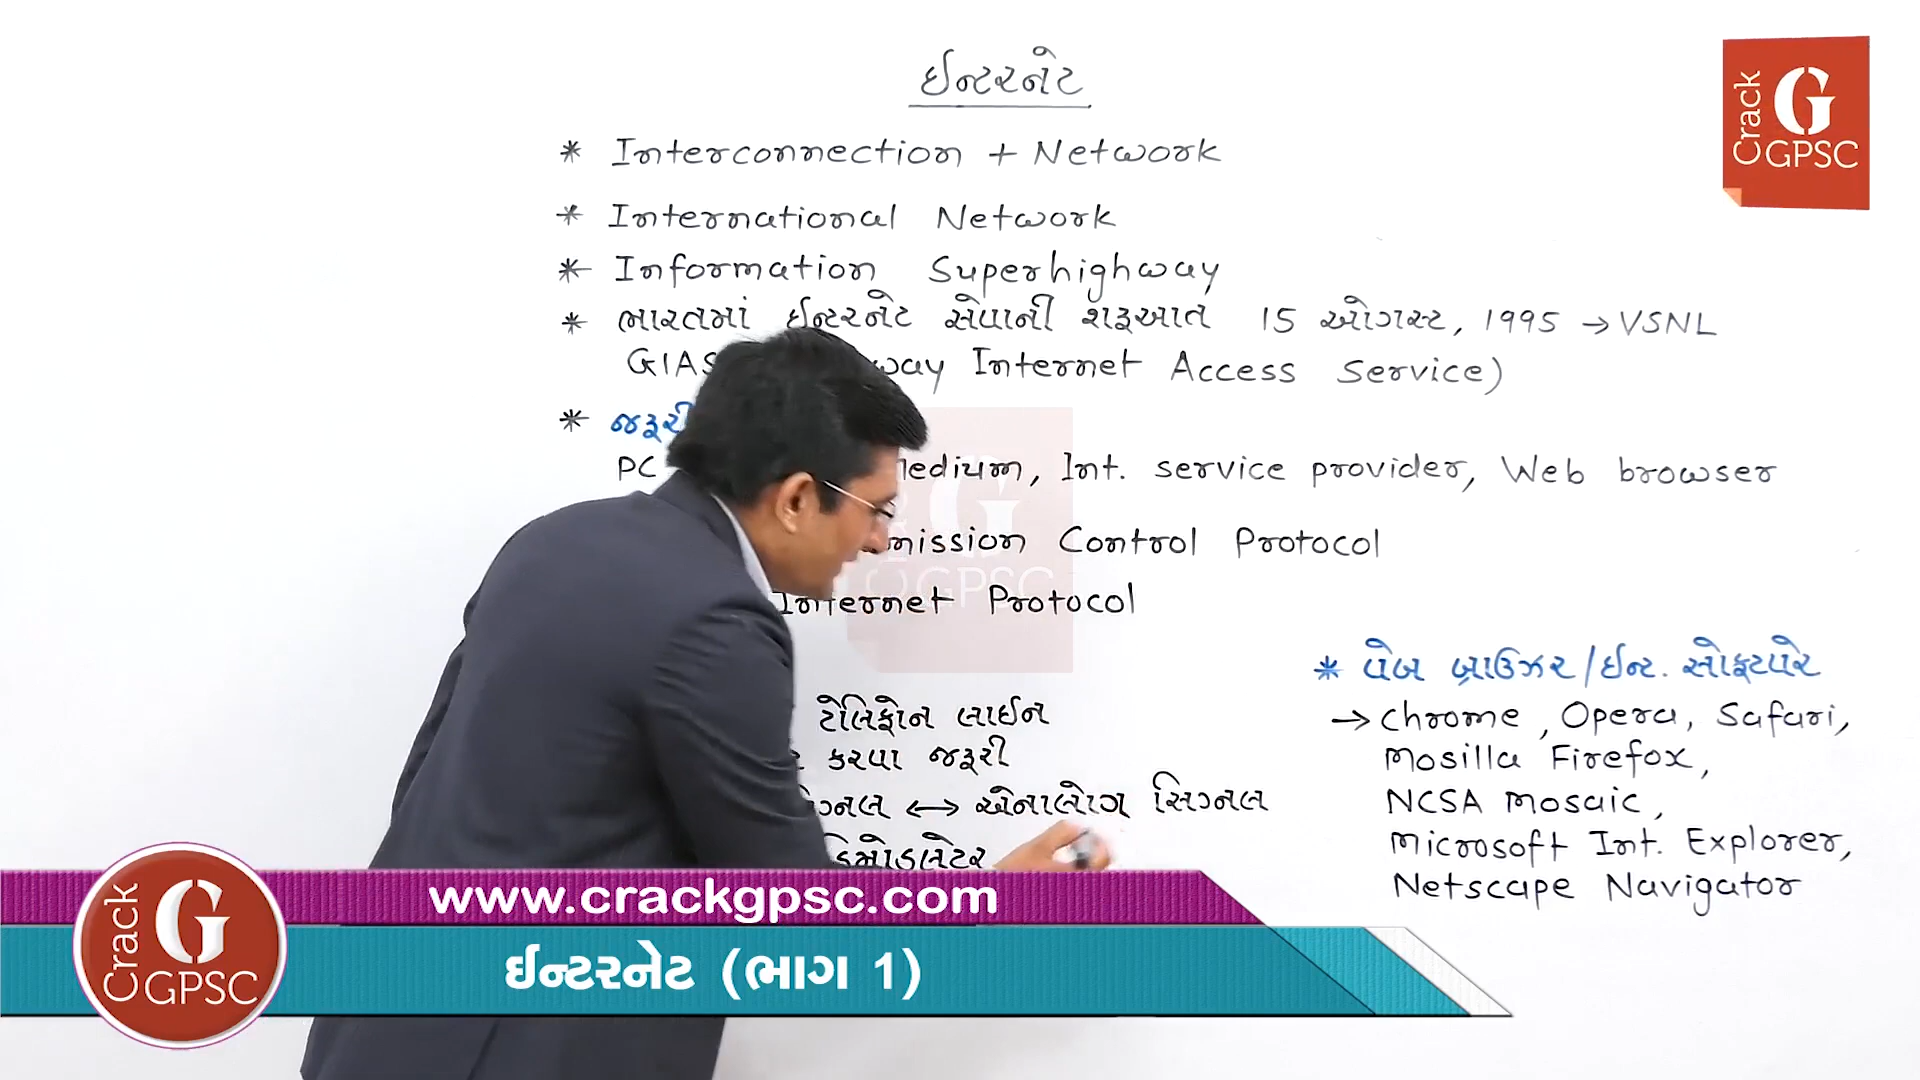 ઈન્ટરનેટ
* Interconnection + Network
* International Network
* Information Superhighway
* ભારતમાં ઈન્ટરનેટ સેવાની શરૂઆત 15 ઓગસ્ટ, 1995 → VSNL
GIAS Internet Access Service)
* જરૂરી
PC Int. service provider, Web browser
Control Protocol
Internet Protocol
ટેલિફોન લાઈન
કરવા જરૂરી
↔ એનાલોગ સિગ્નલ
ડિમોડલેટર
* વેબ બ્રાઉઝર/ઈન્ટ. સોફ્ટવેર
→ Chrome, Opera, Safari,
Mosilla Firefox,
NCSA Mosaic,
Microsoft Int. Explorer,
Netscape Navigator
Crack GPSC
www.crackgpsc.com
ઈન્ટરનેટ (ભાગ 1)
Crack GPSC